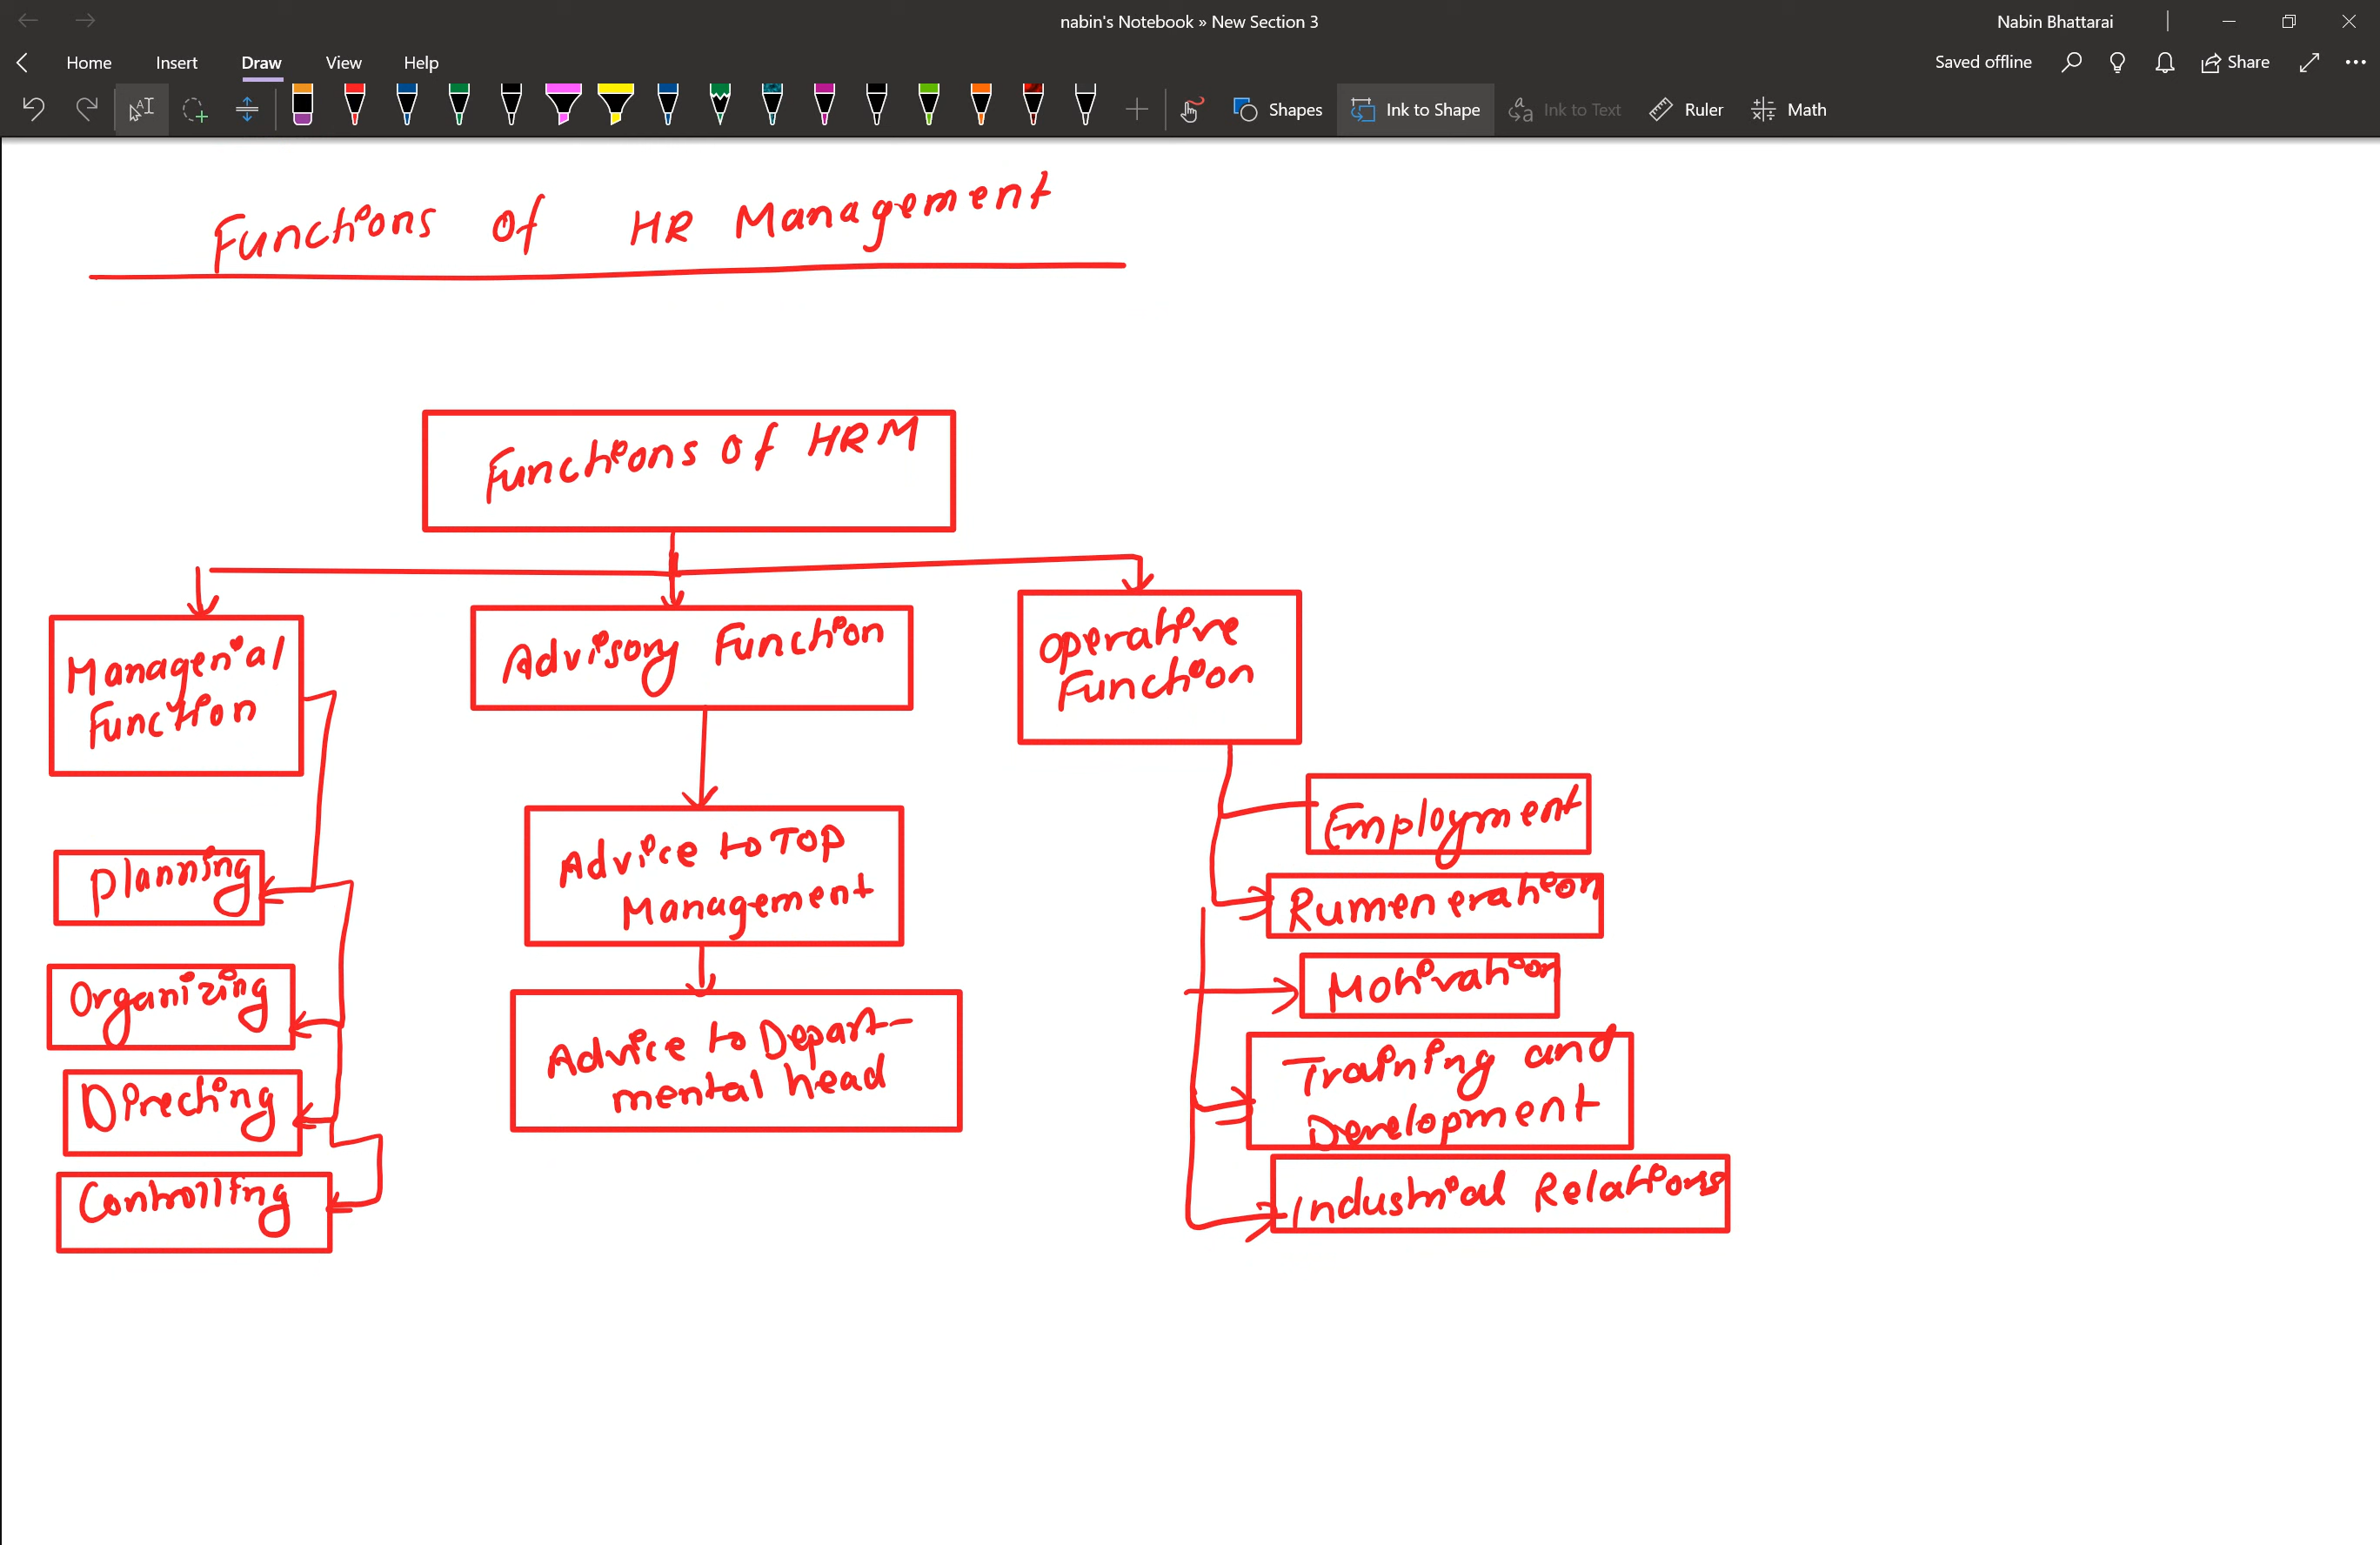 nabin's Notebook » New Section 3
Nabin Bhattarai
Home Insert Draw View Help
Saved offline
Share
Shapes
Ink to Shape
Ink to Text
Ruler
Math
Functions of HR Management
Functions of HRM
Managerial
Function
Advisory Function
Operative
Function
Planning
Organizing
Directing
Controlling
Advice to Top
Management
Advice to Depart-
mental head
Employment
Rumeneration
Motivation
Training and
Development
Industrial Relations